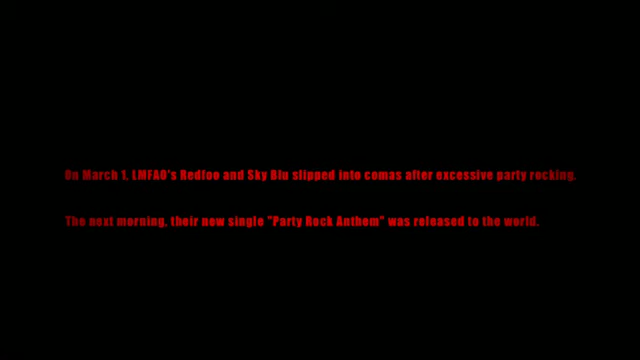 On March 1, LMFAO's Redfoo and Sky Blu slipped into comas after excessive party rocking.
The next morning, their new single "Party Rock Anthem" was released to the world.